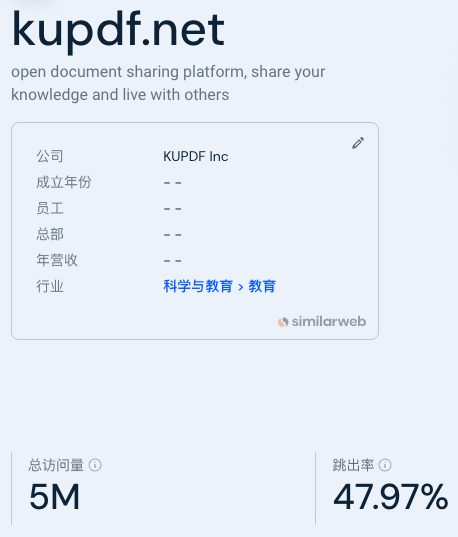 kupdf.net
open document sharing platform, share your
knowledge and live with others
公司 KUPDF Inc
成立年份 - -
员工 - -
总部 - -
年营收 - -
行业 科学与教育 > 教育
similarweb
总访问量 跳出率
5M 47.97%